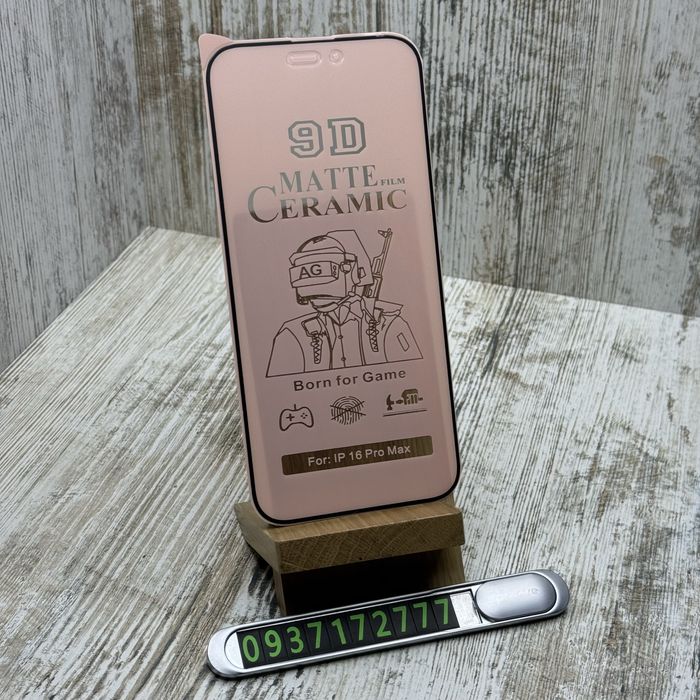 9D
MATTE FILM
CERAMIC
AG
Born for Game
For: IP 16 Pro Max
0937172777